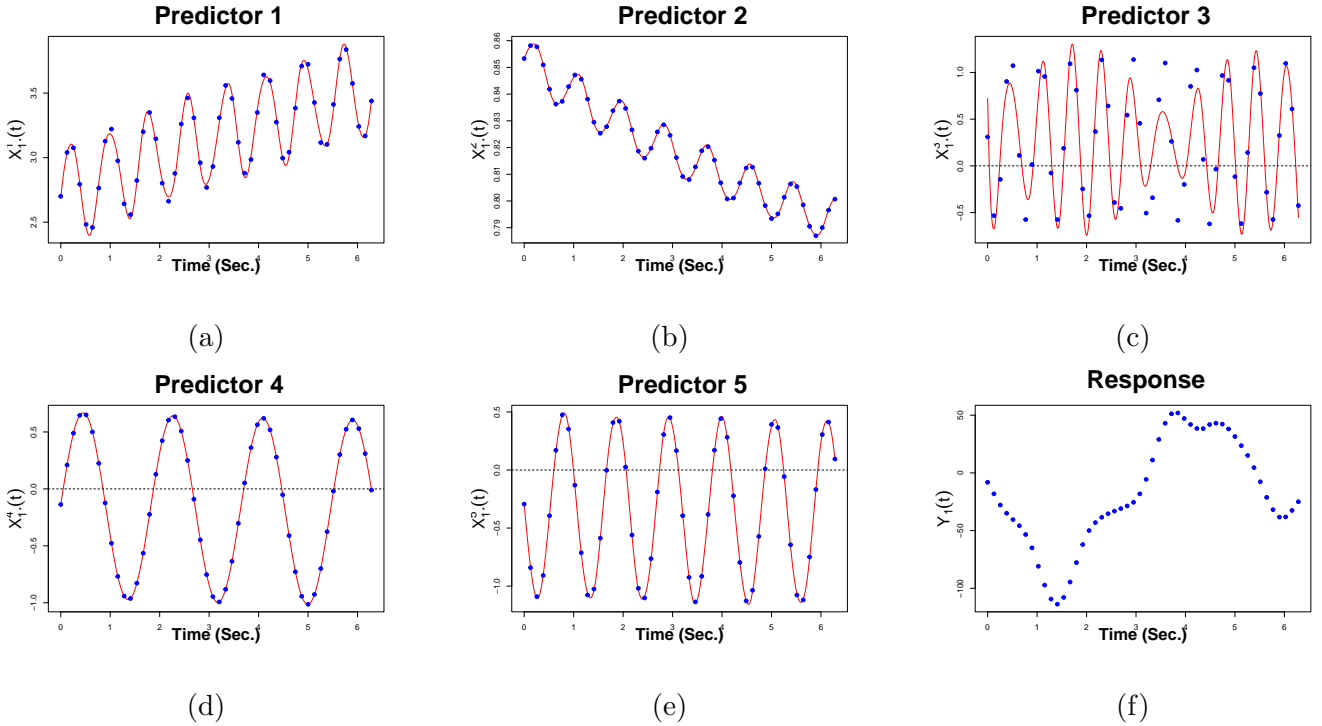 Predictor 1
3.5
3.0
2.5
X₁¹.(t)
0 1 2 3 4 5 6
Time (Sec.)
(a)
Predictor 2
0.86
0.85
0.84
0.83
0.82
0.81
0.80
0.79
X₁².(t)
0 1 2 3 4 5 6
Time (Sec.)
(b)
Predictor 3
1.0
0.5
0.0
−0.5
X₁³.(t)
0 1 2 3 4 5 6
Time (Sec.)
(c)
Predictor 4
0.5
0.0
−0.5
−1.0
X₁⁴.(t)
0 1 2 3 4 5 6
Time (Sec.)
(d)
Predictor 5
0.5
0.0
−0.5
−1.0
X₁⁵.(t)
0 1 2 3 4 5 6
Time (Sec.)
(e)
Response
50
0
−50
−100
Y₁(t)
0 1 2 3 4 5 6
Time (Sec.)
(f)